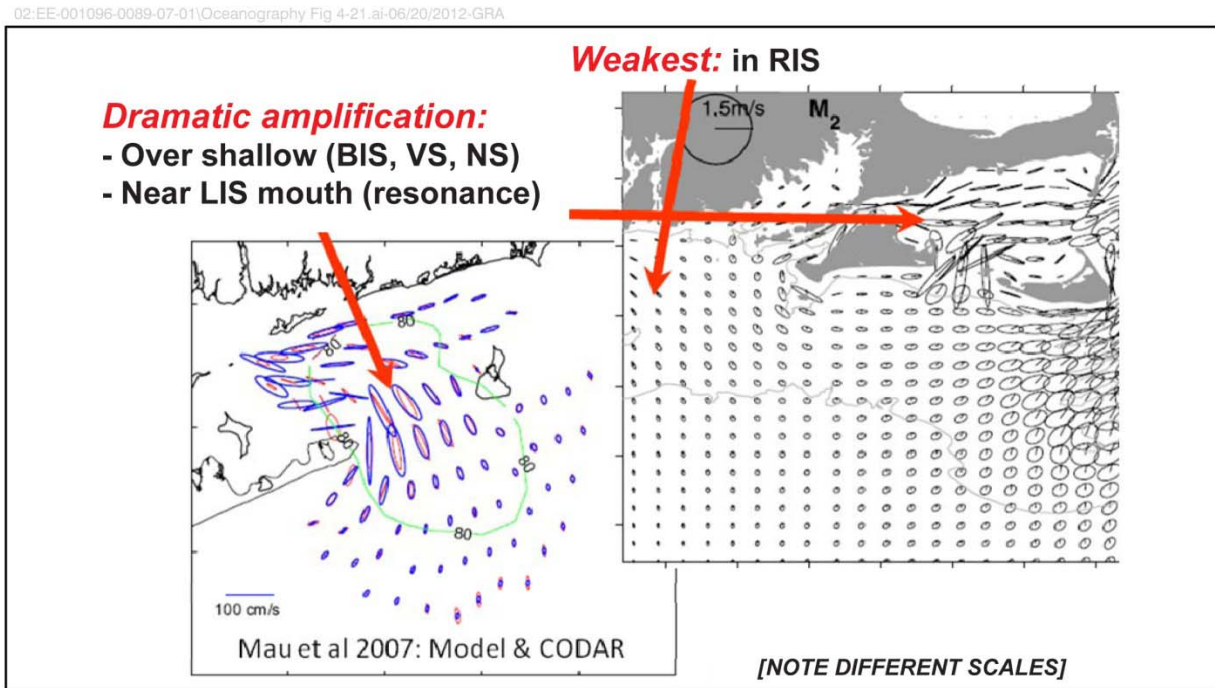 02:EE-001096-0089-07-01\Oceanography Fig 4-21.ai-06/20/2012-GRA
Weakest: in RIS
Dramatic amplification:
- Over shallow (BIS, VS, NS)
- Near LIS mouth (resonance)
1.5m/s M₂
80
80
80
80
80
100 cm/s
Mau et al 2007: Model & CODAR
[NOTE DIFFERENT SCALES]